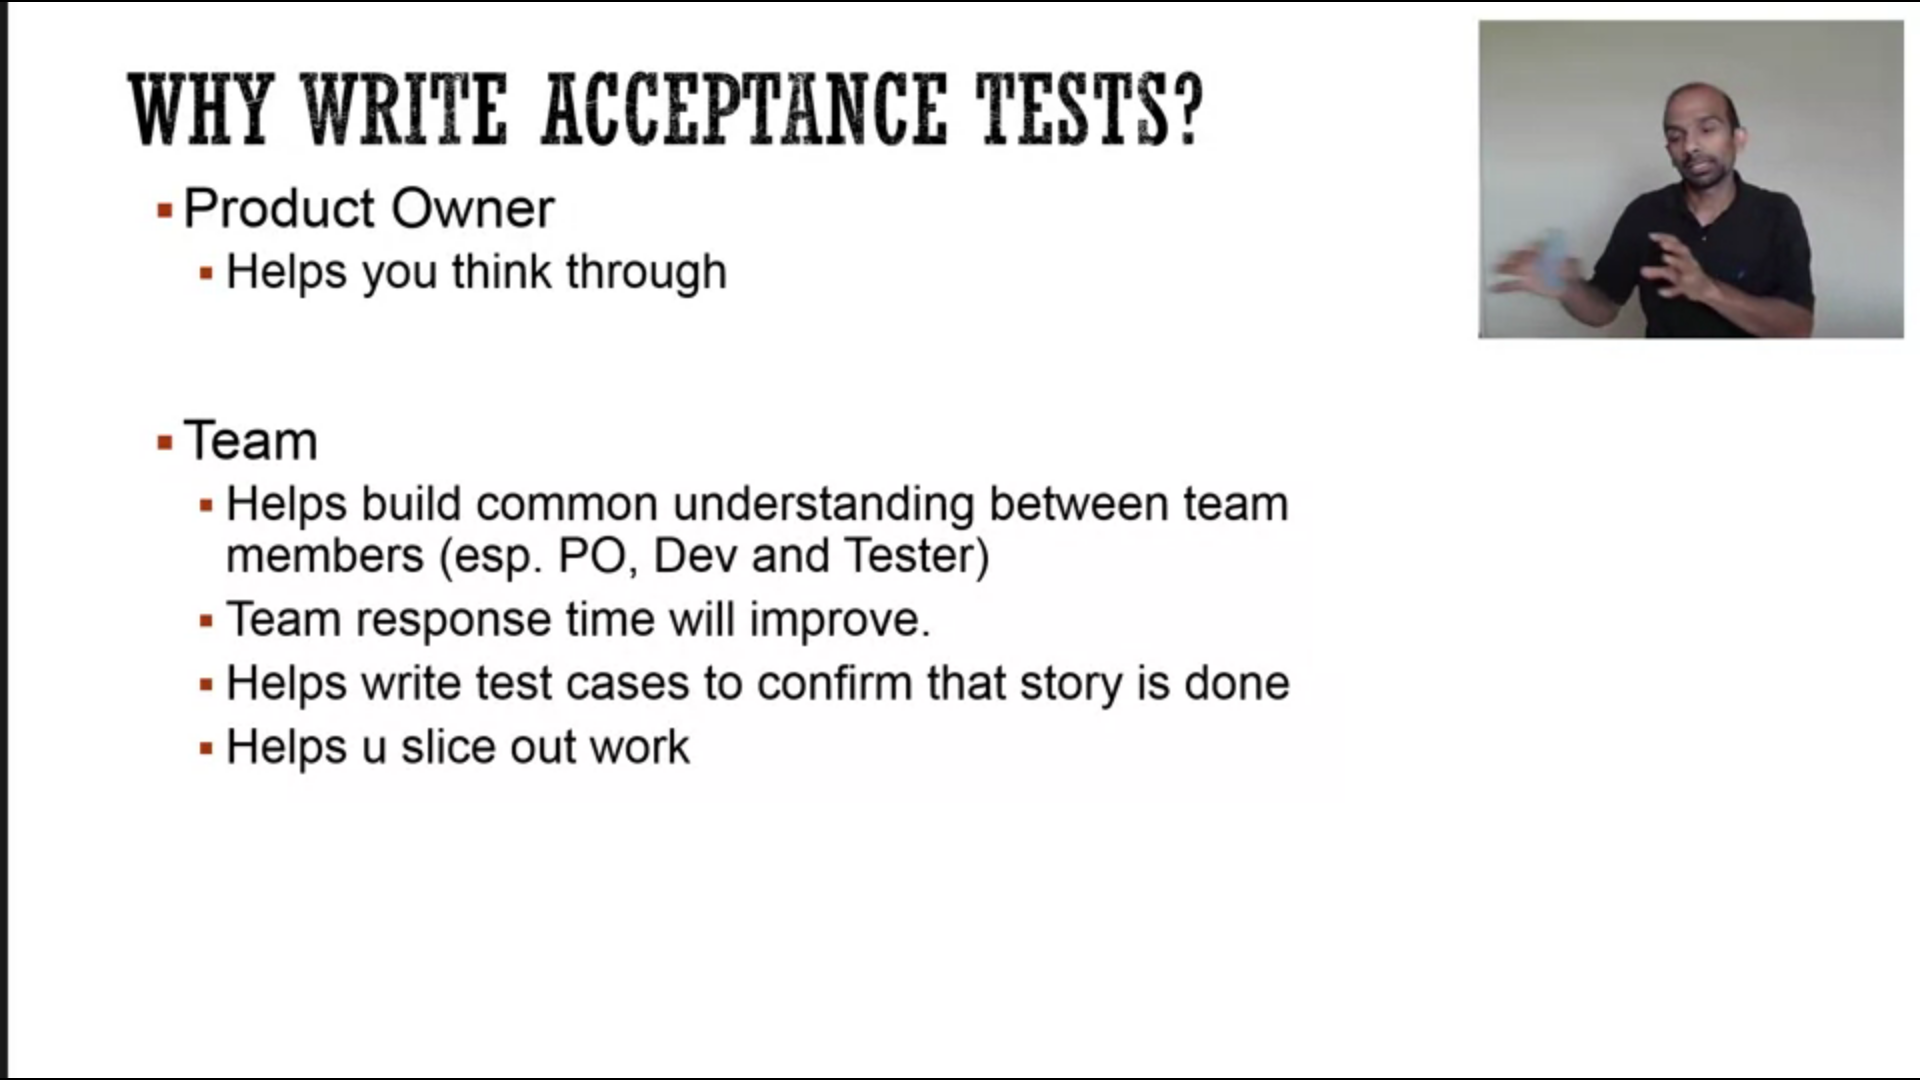 WHY WRITE ACCEPTANCE TESTS?
Product Owner
Helps you think through
Team
Helps build common understanding between team
members (esp. PO, Dev and Tester)
Team response time will improve.
Helps write test cases to confirm that story is done
Helps u slice out work